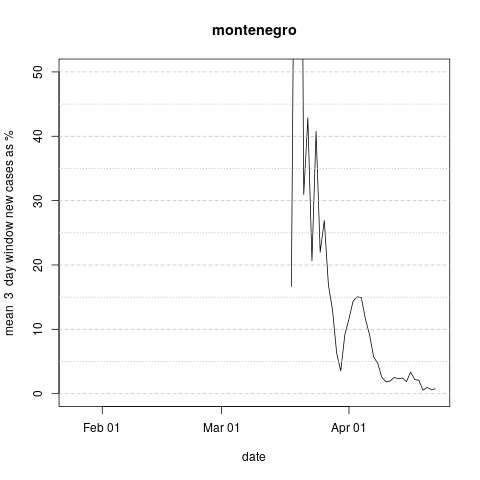 montenegro
mean 3 day window new cases as %
50
40
30
20
10
0
Feb 01
Mar 01
Apr 01
date